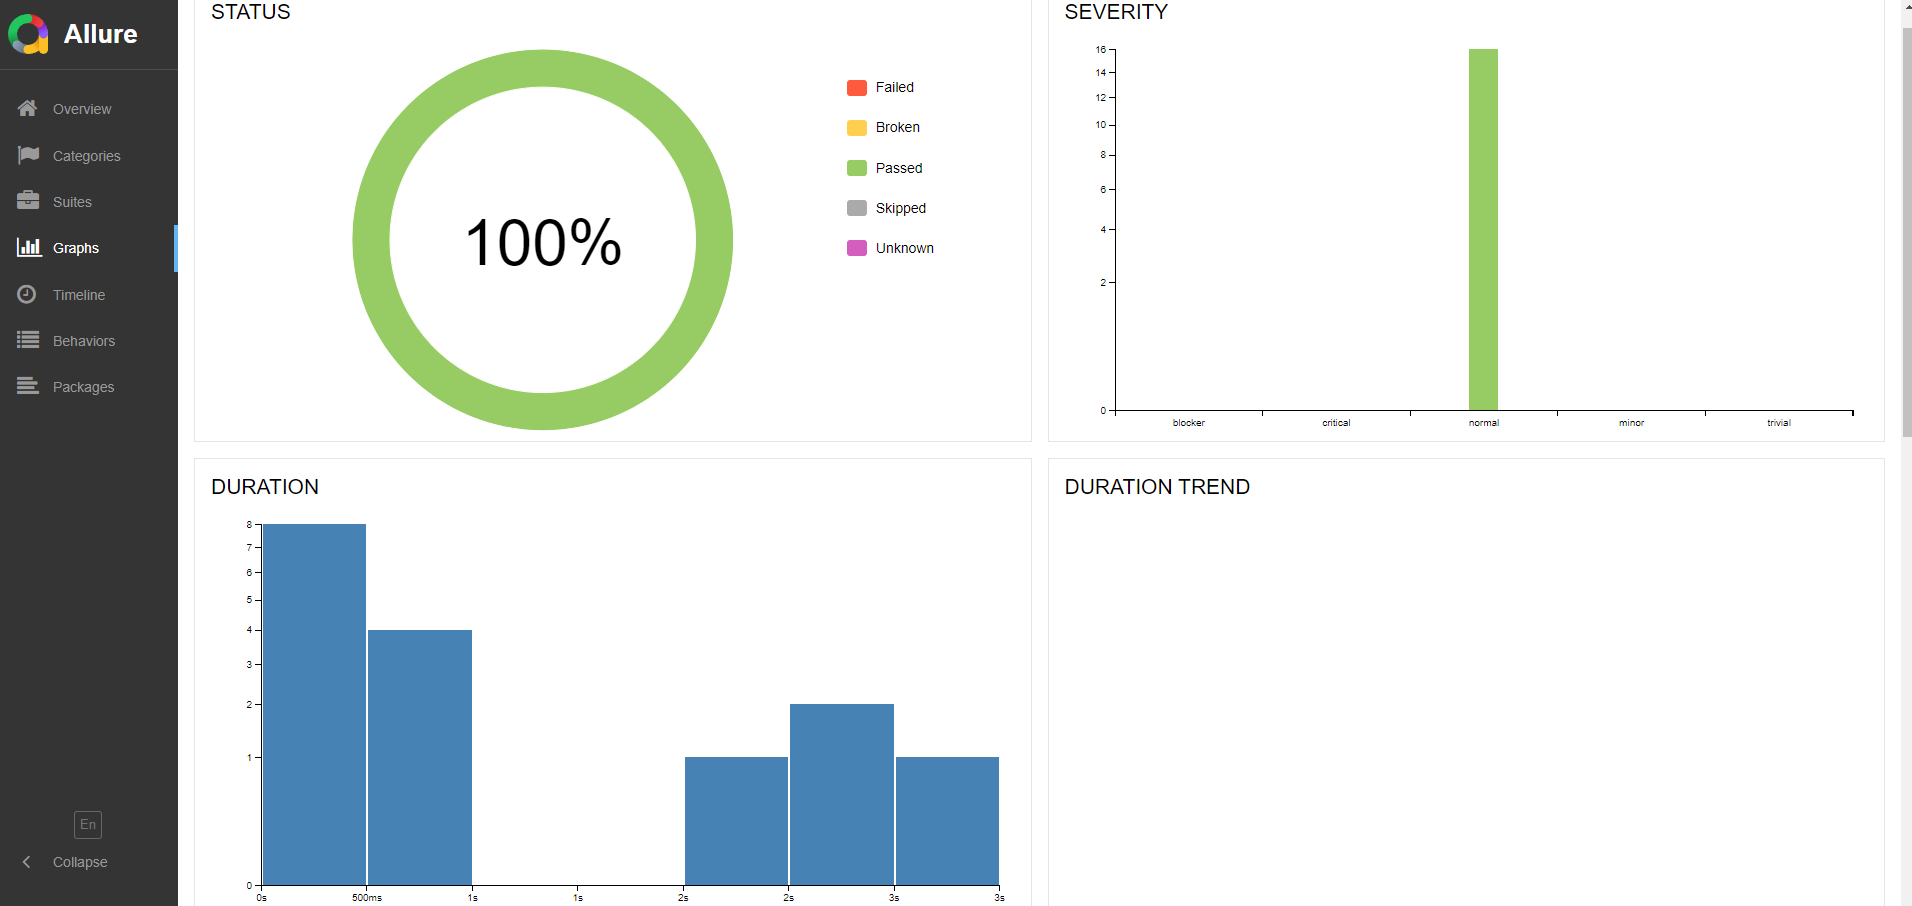 Allure
Overview
Categories
Suites
Graphs
Timeline
Behaviors
Packages
En
Collapse
STATUS
100%
Failed
Broken
Passed
Skipped
Unknown
SEVERITY
16
14
12
10
8
6
4
2
0
blocker critical normal minor trivial
DURATION
8
7
6
5
4
3
2
1
0
0s 500ms 1s 1s 2s 2s 3s 3s
DURATION TREND